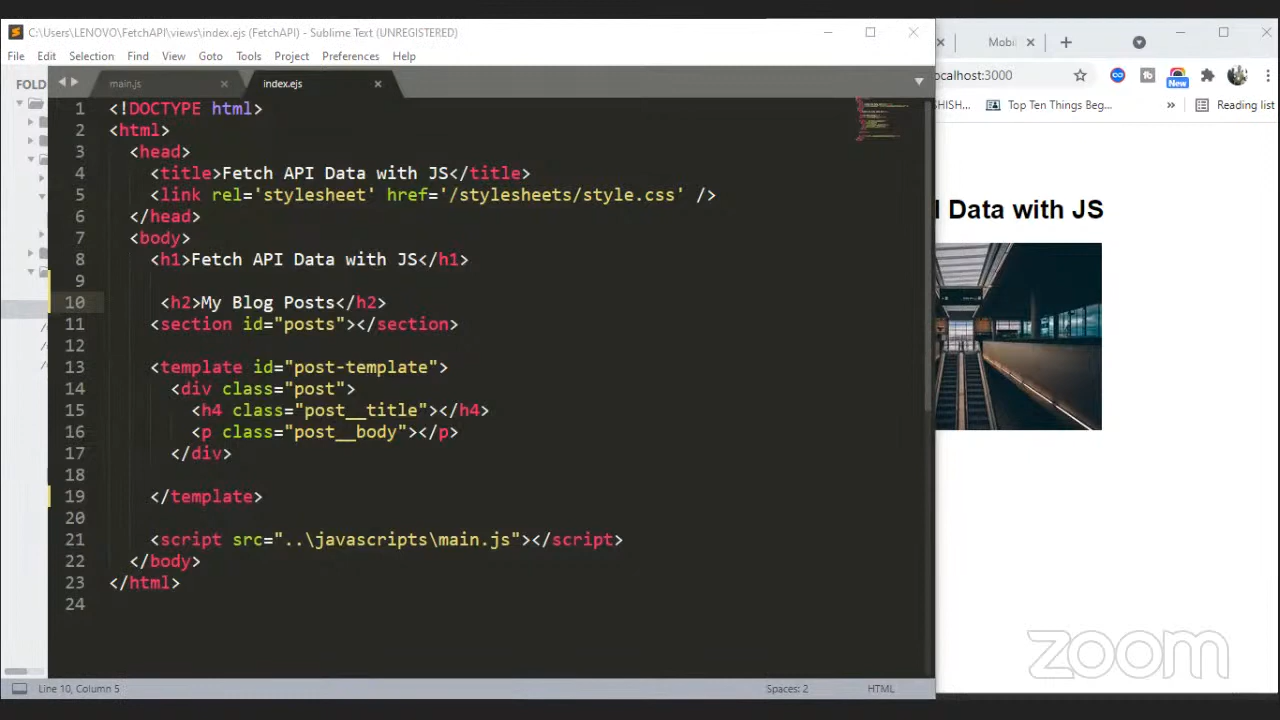 C:\Users\LENOVO\FetchAPI\views\index.ejs (FetchAPI) - Sublime Text (UNREGISTERED)
File Edit Selection Find View Goto Tools Project Preferences Help
FOLD
main.js
index.ejs
1 <!DOCTYPE html>
2 <html>
3 <head>
4 <title>Fetch API Data with JS</title>
5 <link rel='stylesheet' href='/stylesheets/style.css' />
6 </head>
7 <body>
8 <h1>Fetch API Data with JS</h1>
9
10 <h2>My Blog Posts</h2>
11 <section id="posts"></section>
12
13 <template id="post-template">
14 <div class="post">
15 <h4 class="post__title"></h4>
16 <p class="post__body"></p>
17 </div>
18
19 </template>
20
21 <script src="..\javascripts\main.js"></script>
22 </body>
23 </html>
24
Line 10, Column 5
Spaces: 2
HTML
Mobil
ocalhost:3000
New
HISH...
Top Ten Things Beg...
»
Reading list
Data with JS
zoom